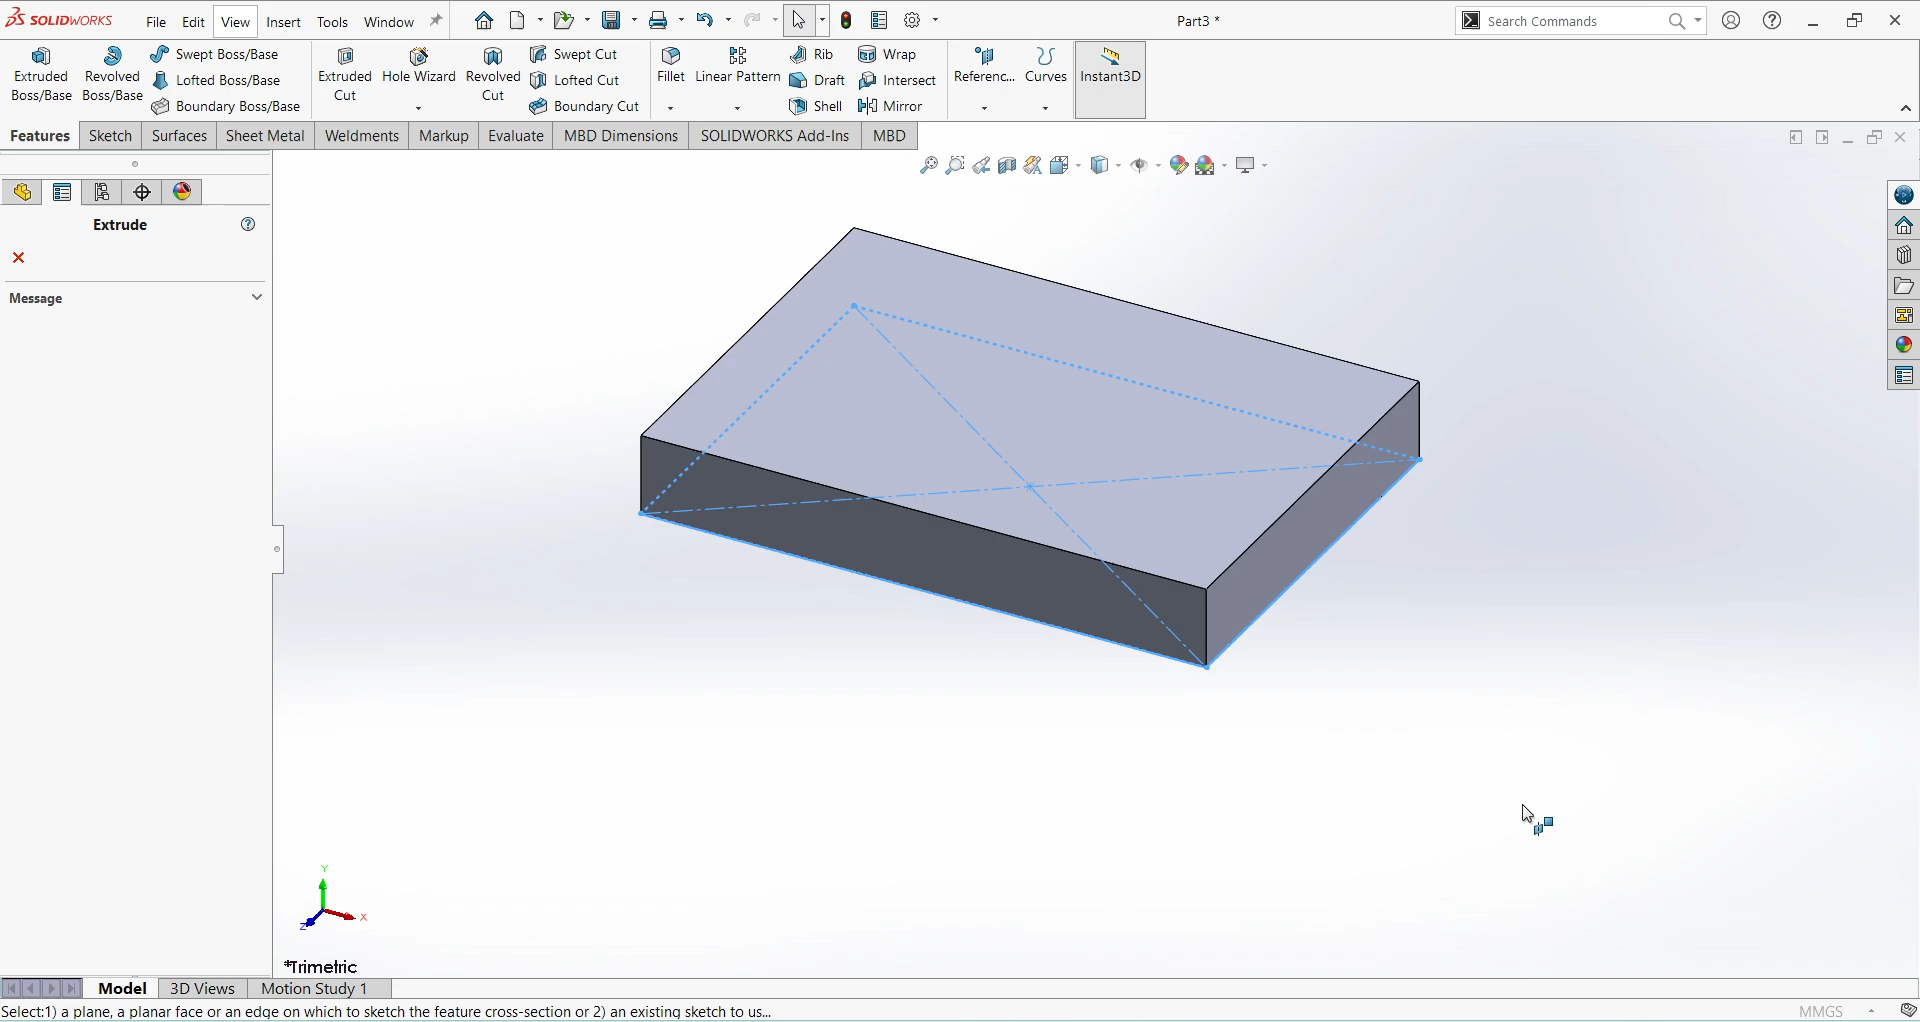 SOLIDWORKS File Edit View Insert Tools Window Part3 * Search Commands
Extruded Boss/Base
Revolved Boss/Base
Swept Boss/Base
Lofted Boss/Base
Boundary Boss/Base
Extruded Cut
Hole Wizard
Revolved Cut
Swept Cut
Lofted Cut
Boundary Cut
Fillet
Linear Pattern
Rib
Draft
Shell
Wrap
Intersect
Mirror
Referenc...
Curves
Instant3D
Features Sketch Surfaces Sheet Metal Weldments Markup Evaluate MBD Dimensions SOLIDWORKS Add-Ins MBD
Extrude
Message
Y
X
Z
*Trimetric
Model 3D Views Motion Study 1
Select:1) a plane, a planar face or an edge on which to sketch the feature cross-section or 2) an existing sketch to us... MMGS